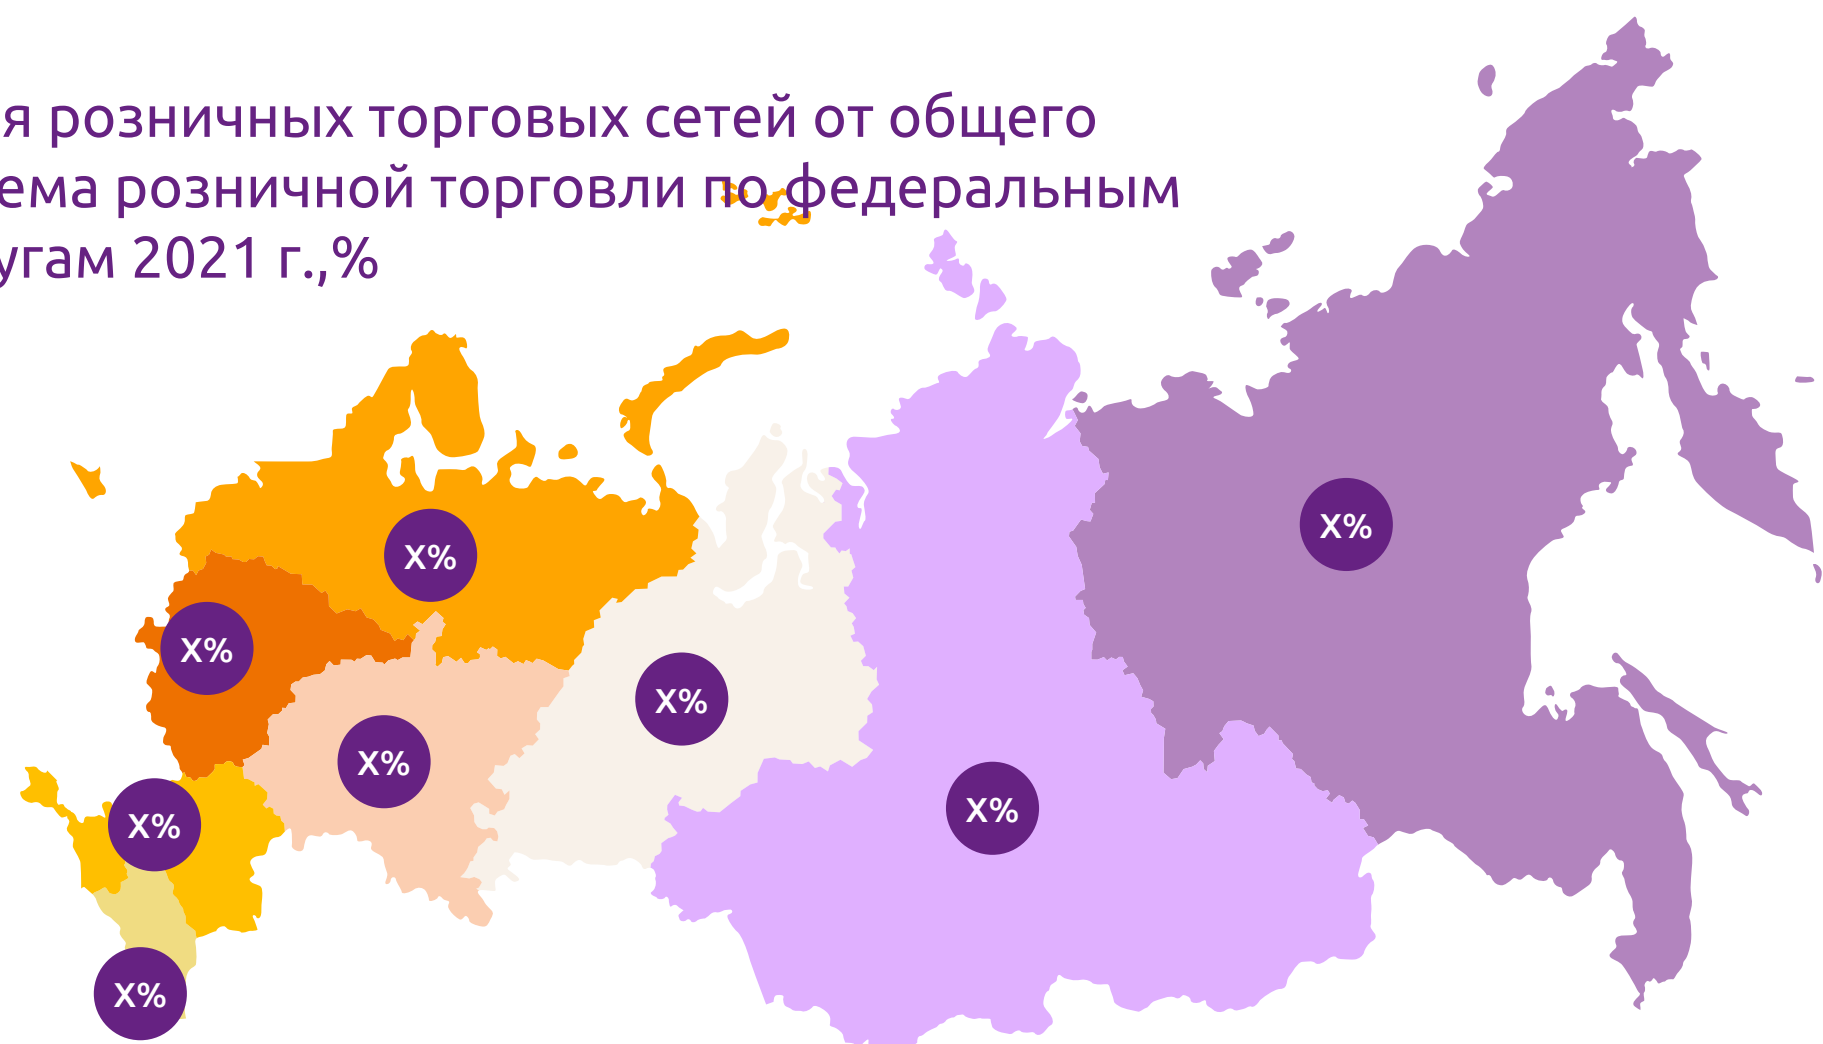 я розничных торговых сетей от общего
ема розничной торговли по федеральным
угам 2021 г.,%
X%
X%
X%
X%
X%
X%
X%
X%